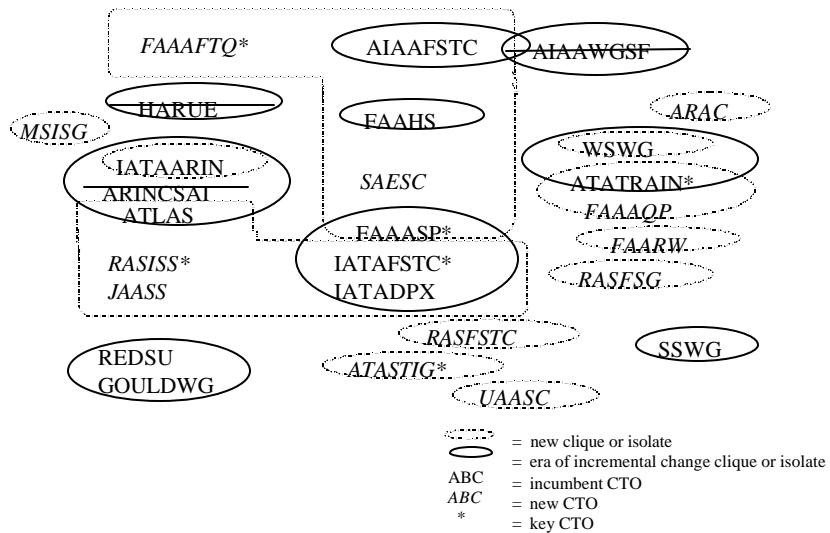 FAAAFTQ* AIAAFSTC AIAAWGSF
HARUE FAAHS ARAC
MSISG
IATAARIN WSWG
ARINCSAI SAESC ATATRAIN*
ATLAS FAAAQP
FAAASP* FAARW
RASISS* IATAFSTC* RASFSG
JAASS IATADPX
RASFSTC
REDSU SSWG
GOULDWG ATASTIG*
UAASC
= new clique or isolate
= era of incremental change clique or isolate
ABC = incumbent CTO
ABC = new CTO
* = key CTO